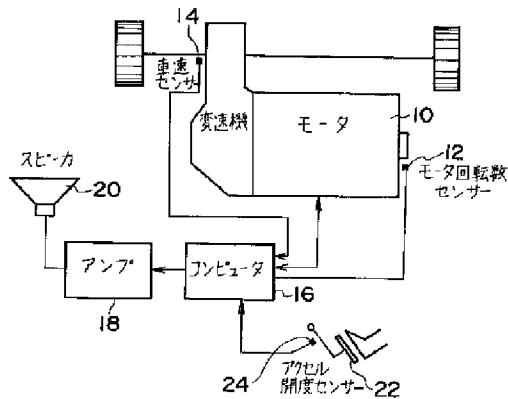 14
車速
センサー
変速機
モータ
10
12
モータ回転数
センサー
スピーカ
20
アンプ
18
コンピュータ
16
24
アクセル
開度センサー
22